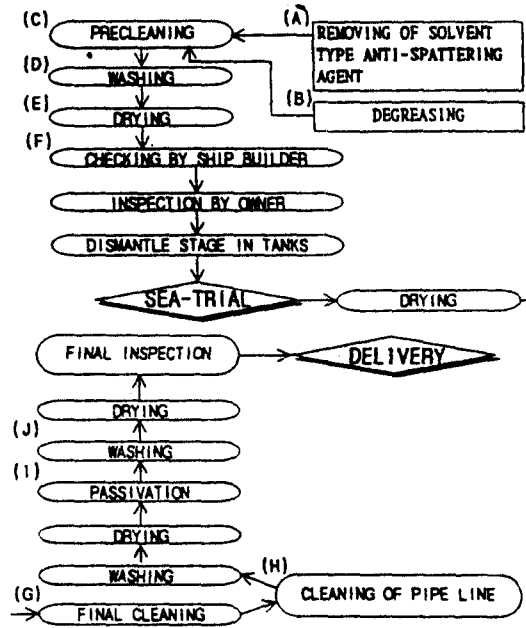 (A)
(C)
PRECLEANING
REMOVING OF SOLVENT
TYPE ANTI-SPATTERING
AGENT
(D)
WASHING
(B)
DEGREASING
(E)
DRYING
(F)
CHECKING BY SHIP BUILDER
INSPECTION BY OWNER
DISMANTLE STAGE IN TANKS
SEA-TRIAL
DRYING
FINAL INSPECTION
DELIVERY
DRYING
(J)
WASHING
(I)
PASSIVATION
DRYING
(H)
WASHING
CLEANING OF PIPE LINE
(G)
FINAL CLEANING